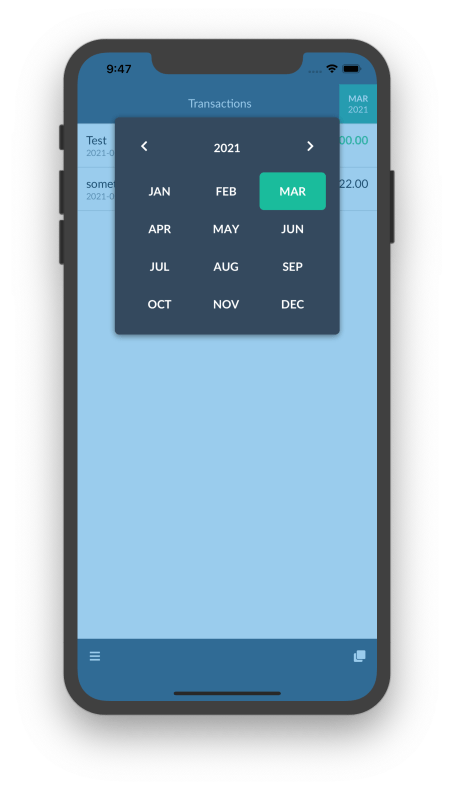 9:47
Transactions
MAR
2021
Test
00.00
2021-0
somet
22.00
2021-0
2021
JAN FEB MAR
APR MAY JUN
JUL AUG SEP
OCT NOV DEC